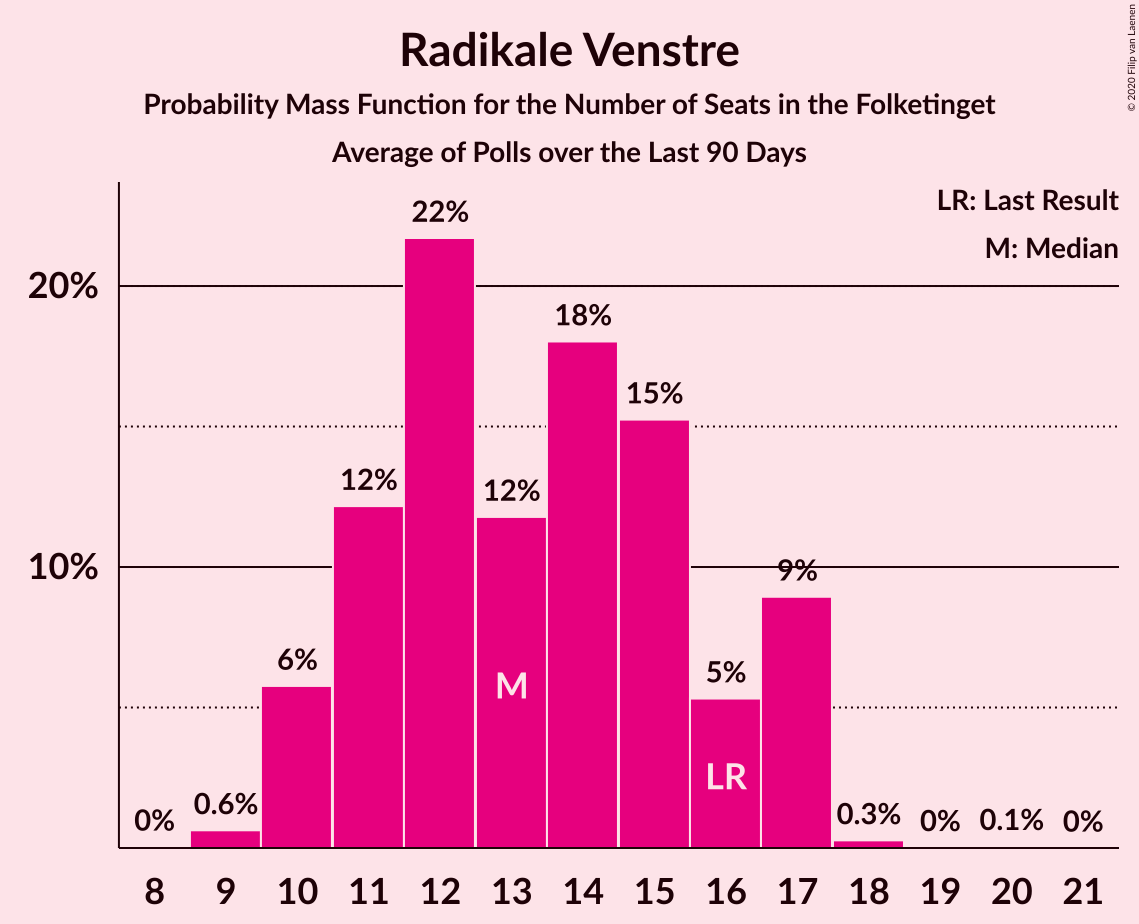 Radikale Venstre
Probability Mass Function for the Number of Seats in the Folketinget
Average of Polls over the Last 90 Days
© 2020 Filip van Laenen
LR: Last Result
M: Median
20%
10%
0%
0.6%
6%
12%
22%
12%
18%
15%
5%
9%
0.3%
0%
0.1%
0%
M
LR
8 9 10 11 12 13 14 15 16 17 18 19 20 21